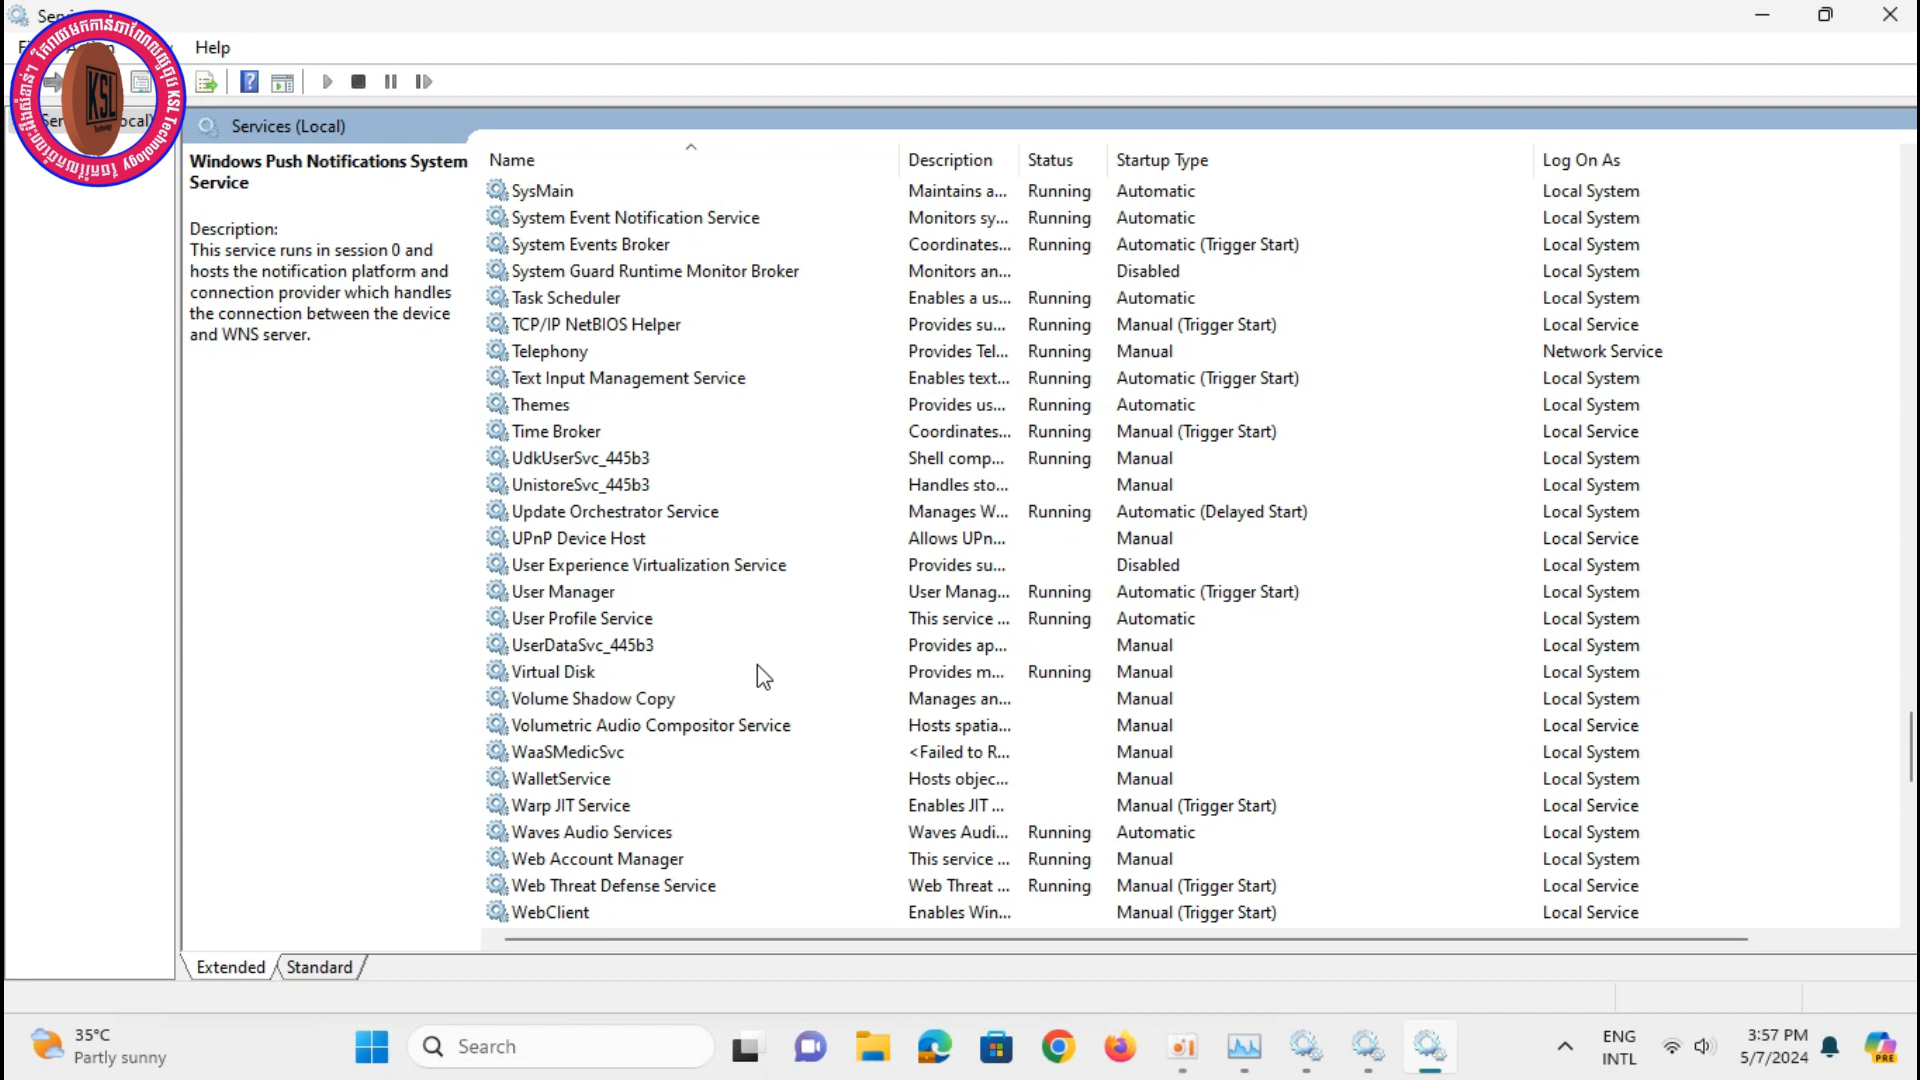 Help
KSL
Technology
KSL Technology
Services (Local)
Windows Push Notifications System
Service
Description:
This service runs in session 0 and
hosts the notification platform and
connection provider which handles
the connection between the device
and WNS server.
Name Description Status Startup Type Log On As
SysMain Maintains a... Running Automatic Local System
System Event Notification Service Monitors sy... Running Automatic Local System
System Events Broker Coordinates... Running Automatic (Trigger Start) Local System
System Guard Runtime Monitor Broker Monitors an... Disabled Local System
Task Scheduler Enables a us... Running Automatic Local System
TCP/IP NetBIOS Helper Provides su... Running Manual (Trigger Start) Local Service
Telephony Provides Tel... Running Manual Network Service
Text Input Management Service Enables text... Running Automatic (Trigger Start) Local System
Themes Provides us... Running Automatic Local System
Time Broker Coordinates... Running Manual (Trigger Start) Local Service
UdkUserSvc_445b3 Shell comp... Running Manual Local System
UnistoreSvc_445b3 Handles sto... Manual Local System
Update Orchestrator Service Manages W... Running Automatic (Delayed Start) Local System
UPnP Device Host Allows UPn... Manual Local Service
User Experience Virtualization Service Provides su... Disabled Local System
User Manager User Manag... Running Automatic (Trigger Start) Local System
User Profile Service This service ... Running Automatic Local System
UserDataSvc_445b3 Provides ap... Manual Local System
Virtual Disk Provides m... Running Manual Local System
Volume Shadow Copy Manages an... Manual Local System
Volumetric Audio Compositor Service Hosts spatia... Manual Local Service
WaaSMedicSvc <Failed to R... Manual Local System
WalletService Hosts objec... Manual Local System
Warp JIT Service Enables JIT ... Manual (Trigger Start) Local Service
Waves Audio Services Waves Audi... Running Automatic Local System
Web Account Manager This service ... Running Manual Local System
Web Threat Defense Service Web Threat ... Running Manual (Trigger Start) Local Service
WebClient Enables Win... Manual (Trigger Start) Local Service
Extended Standard
35°C
Partly sunny
Search
ENG
INTL
3:57 PM
5/7/2024
PRE